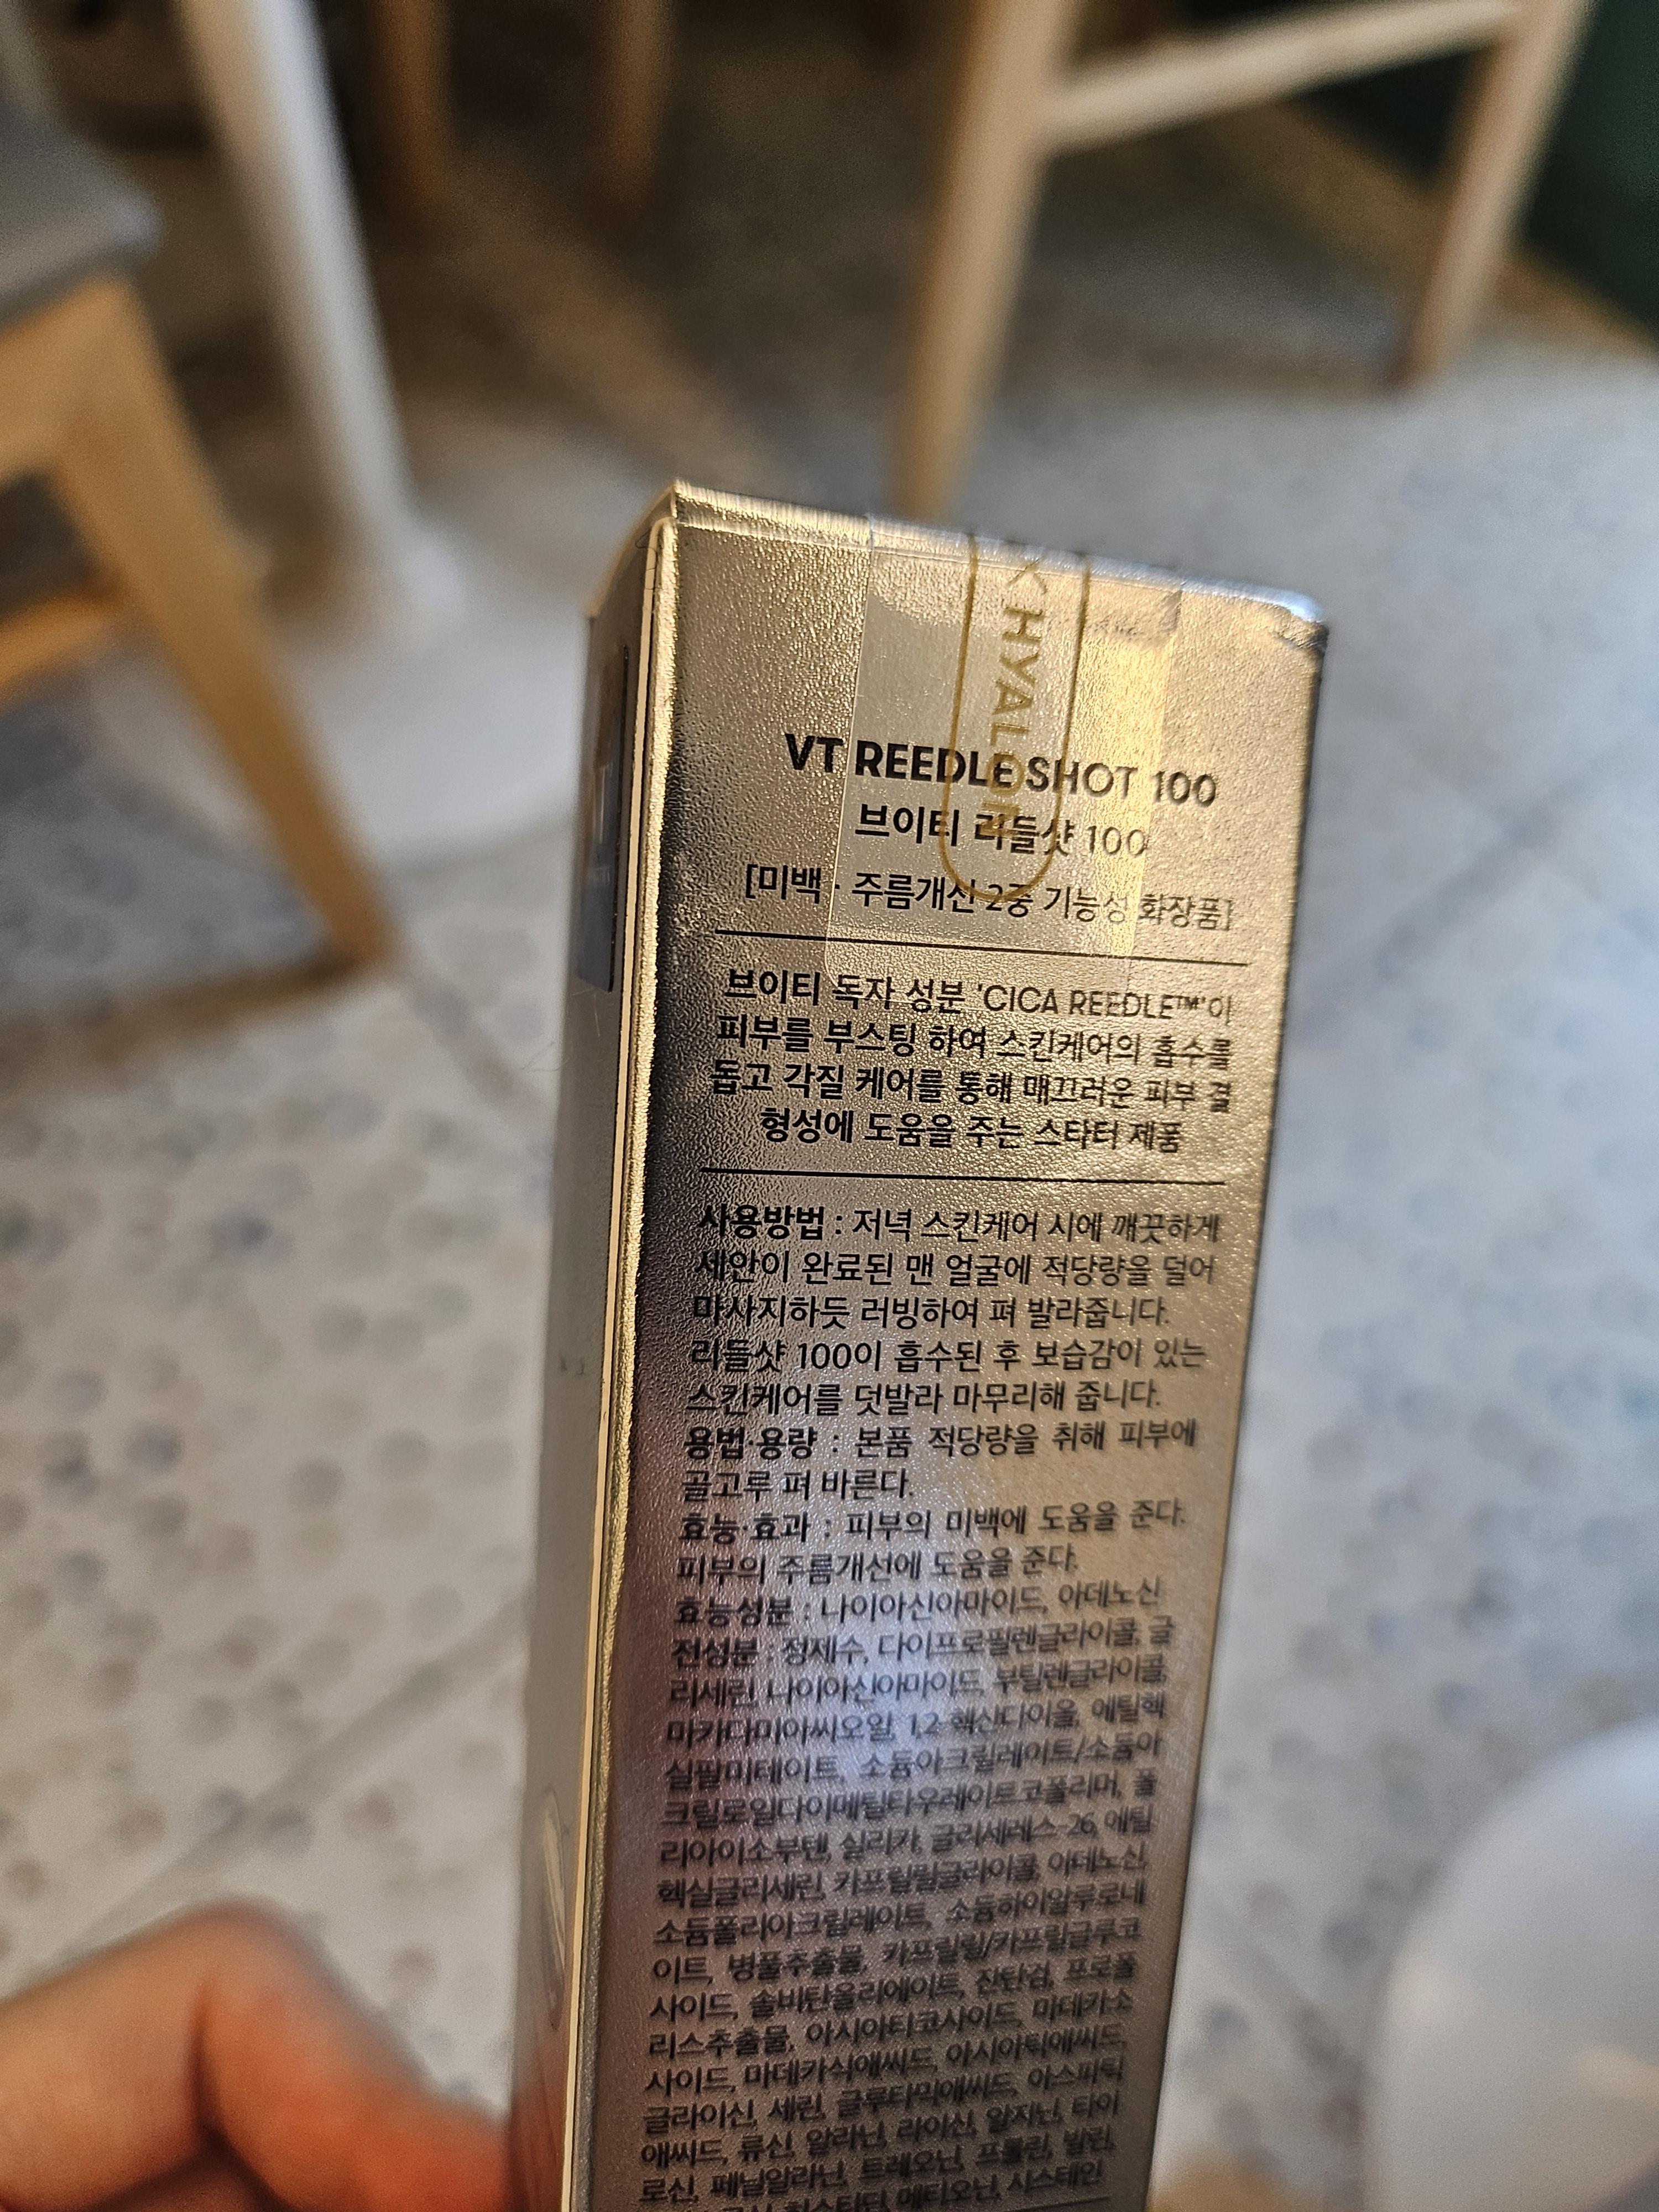 X HYALRON
VT REEDLE SHOT 100
브이티 리들샷 100
[미백 · 주름개선 2중 기능성 화장품]
브이티 독자 성분 'CICA REEDLE™'이
피부를 부스팅 하여 스킨케어의 흡수를
돕고 각질 케어를 통해 매끄러운 피부 결
형성에 도움을 주는 스타터 제품
사용방법 : 저녁 스킨케어 시에 깨끗하게
세안이 완료된 맨 얼굴에 적당량을 덜어
마사지하듯 러빙하여 펴 발라줍니다.
리들샷 100이 흡수된 후 보습감이 있는
스킨케어를 덧발라 마무리해 줍니다.
용법·용량 : 본품 적당량을 취해 피부에
골고루 펴 바른다.
효능·효과 : 피부의 미백에 도움을 준다.
피부의 주름개선에 도움을 준다.
효능성분 : 나이아신아마이드, 아데노신
전성분 : 정제수, 다이프로필렌글라이콜, 글
리세린, 나이아신아마이드, 부틸렌글라이콜,
마카다미아씨오일, 1,2-헥산다이올, 에틸헥
실팔미테이트, 소듐아크릴레이트/소듐아
크릴로일다이메틸타우레이트코폴리머, 폴
리아이소부텐, 실리카, 글리세레스-26, 에틸
헥실글리세린, 카프릴릴글라이콜, 아데노신,
소듐폴리아크릴레이트, 소듐하이알루로네
이트, 병풀추출물, 카프릴릴/카프릴글루코
사이드, 솔비탄올리에이트, 잔탄검, 프로폴
리스추출물, 아시아티코사이드, 마데카소
사이드, 마데카식애씨드, 아시아틱애씨드,
글라이신, 세린, 글루타믹애씨드, 아스파틱
애씨드, 류신, 알라닌, 라이신, 알지닌, 타이
로신, 페닐알라닌, 트레오닌, 프롤린, 발린,
히스티딘, 메티오닌, 시스테인